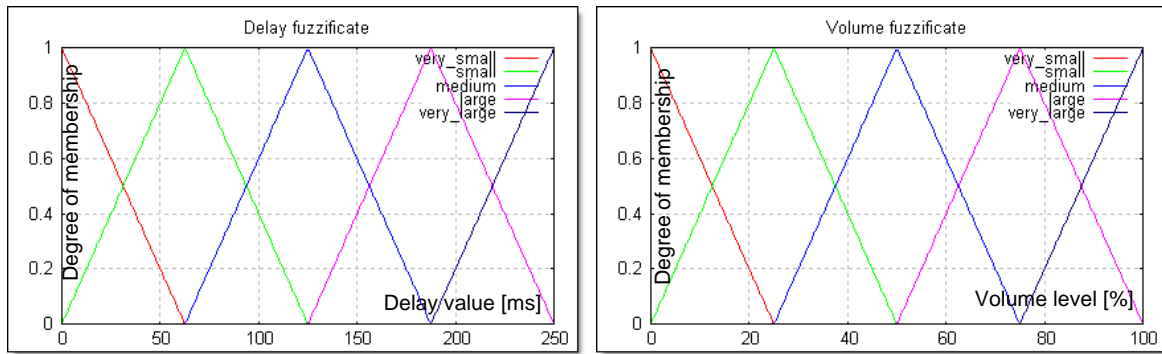 Delay fuzzificate
1
0.8
0.6
0.4
0.2
0
0 50 100 150 200 250
Degree of membership
Delay value [ms]
very_small
small
medium
large
very_large
Volume fuzzificate
1
0.8
0.6
0.4
0.2
0
0 20 40 60 80 100
Degree of membership
Volume level [%]
very_small
small
medium
large
very_large